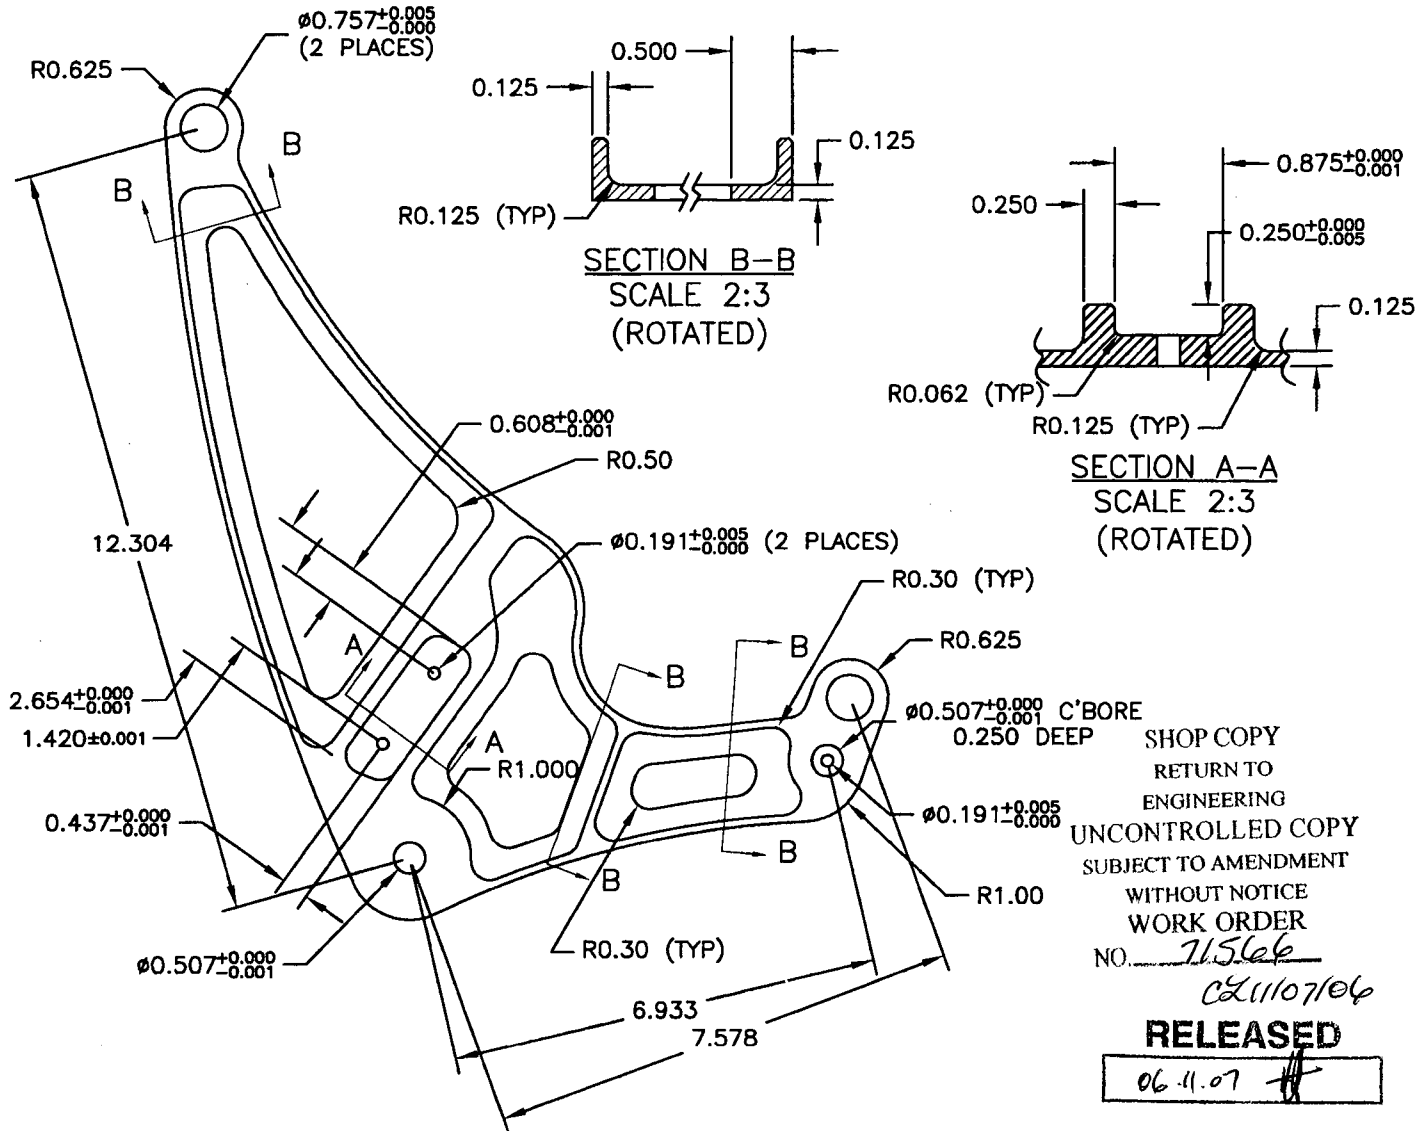 ø0.757+0.005
-0.000
(2 PLACES)
R0.625
B
B
0.500
0.125
0.125
R0.125 (TYP)
SECTION B-B
SCALE 2:3
(ROTATED)
0.875+0.000
-0.001
0.250
0.250+0.000
-0.005
0.125
R0.062 (TYP)
R0.125 (TYP)
SECTION A-A
SCALE 2:3
(ROTATED)
0.608+0.000
-0.001
R0.50
12.304
ø0.191+0.005
-0.000 (2 PLACES)
R0.30 (TYP)
A
B
B
R0.625
2.654+0.000
-0.001
1.420±0.001
A
R1.000
ø0.507+0.000
-0.001 C'BORE
0.250 DEEP
0.437+0.000
-0.001
ø0.191+0.005
-0.000
B
B
R1.00
ø0.507+0.000
-0.001
R0.30 (TYP)
6.933
7.578
SHOP COPY
RETURN TO
ENGINEERING
UNCONTROLLED COPY
SUBJECT TO AMENDMENT
WITHOUT NOTICE
WORK ORDER
NO. 71566
11/07/06
RELEASED
06.11.07